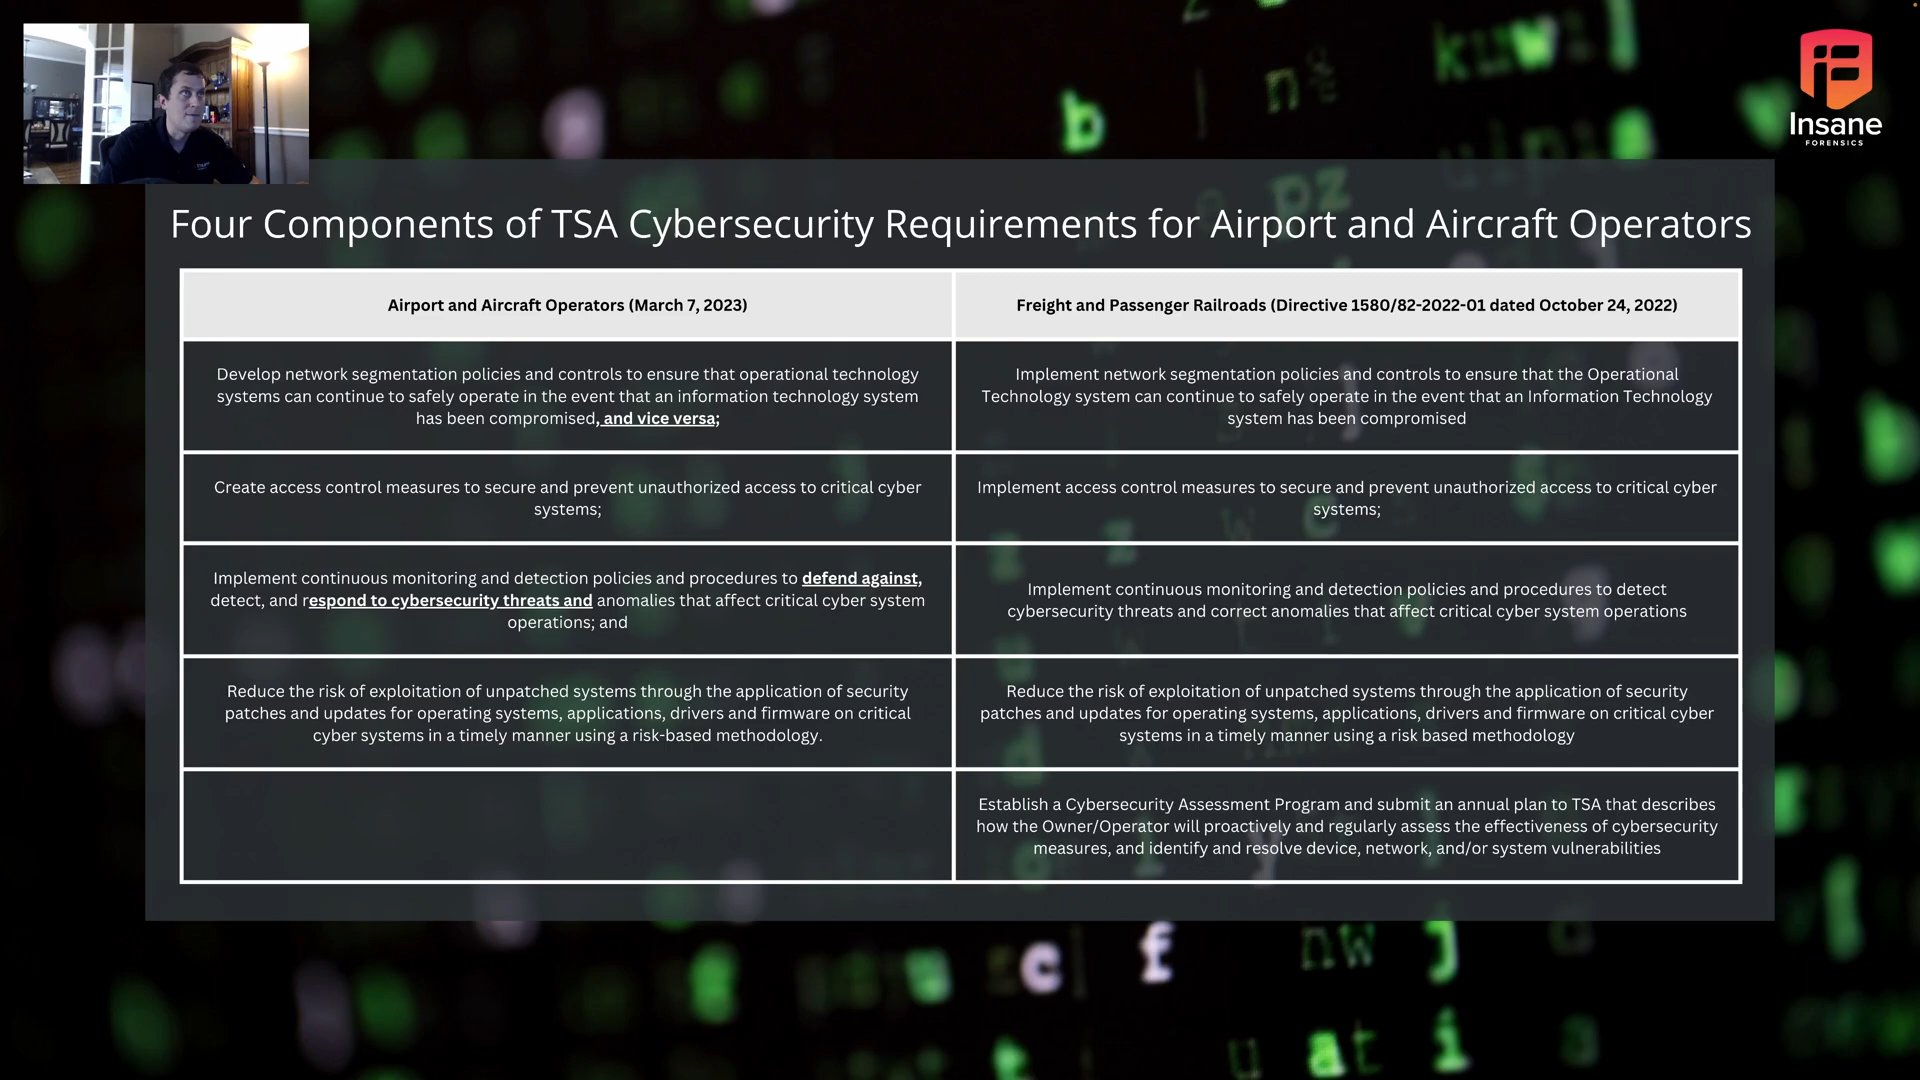 Insane
FORENSICS
Four Components of TSA Cybersecurity Requirements for Airport and Aircraft Operators
Airport and Aircraft Operators (March 7, 2023)
Freight and Passenger Railroads (Directive 1580/82-2022-01 dated October 24, 2022)
Develop network segmentation policies and controls to ensure that operational technology
systems can continue to safely operate in the event that an information technology system
has been compromised, and vice versa;
Implement network segmentation policies and controls to ensure that the Operational
Technology system can continue to safely operate in the event that an Information Technology
system has been compromised
Create access control measures to secure and prevent unauthorized access to critical cyber
systems;
Implement access control measures to secure and prevent unauthorized access to critical cyber
systems;
Implement continuous monitoring and detection policies and procedures to defend against,
detect, and respond to cybersecurity threats and anomalies that affect critical cyber system
operations; and
Implement continuous monitoring and detection policies and procedures to detect
cybersecurity threats and correct anomalies that affect critical cyber system operations
Reduce the risk of exploitation of unpatched systems through the application of security
patches and updates for operating systems, applications, drivers and firmware on critical
cyber systems in a timely manner using a risk-based methodology.
Reduce the risk of exploitation of unpatched systems through the application of security
patches and updates for operating systems, applications, drivers and firmware on critical cyber
systems in a timely manner using a risk based methodology
Establish a Cybersecurity Assessment Program and submit an annual plan to TSA that describes
how the Owner/Operator will proactively and regularly assess the effectiveness of cybersecurity
measures, and identify and resolve device, network, and/or system vulnerabilities